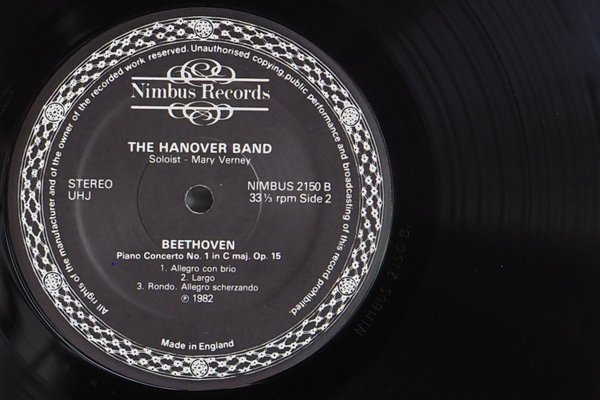 All rights of the manufacturer and of the owner of the recorded work reserved. Unauthorised copying public performance and broadcasting of this record prohibited.
Nimbus Records
THE HANOVER BAND
Soloist - Mary Verney
STEREO
UHJ
NIMBUS 2150 B
33⅓ rpm Side 2
BEETHOVEN
Piano Concerto No. 1 in C maj. Op. 15
1. Allegro con brio
2. Largo
3. Rondo. Allegro scherzando
℗ 1982
Made in England
NIMBUS 2150 B.